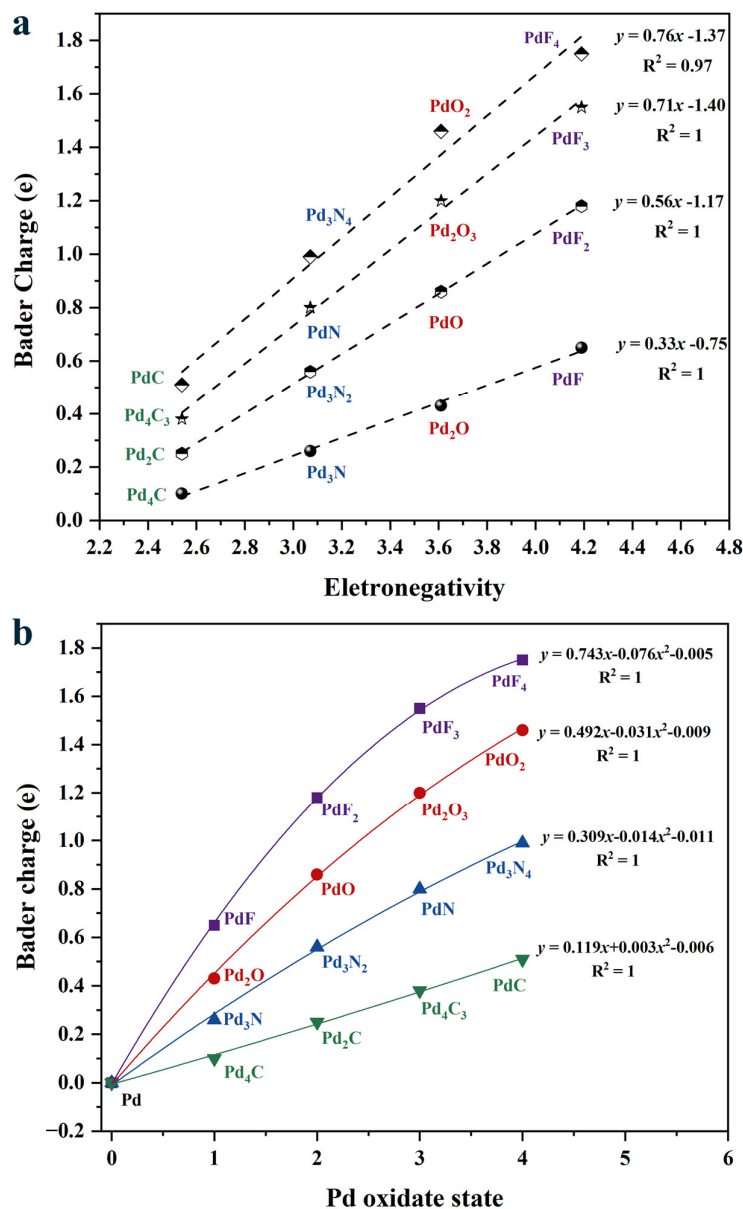 a
Bader Charge (e)
1.8
1.6
1.4
1.2
1.0
0.8
0.6
0.4
0.2
0.0
2.2 2.4 2.6 2.8 3.0 3.2 3.4 3.6 3.8 4.0 4.2 4.4 4.6 4.8
Eletronegativity
PdF4
PdO2
Pd3N4
PdC
y = 0.76x -1.37
R² = 0.97
PdF3
Pd2O3
PdN
Pd4C3
y = 0.71x -1.40
R² = 1
PdF2
PdO
Pd3N2
Pd2C
y = 0.56x -1.17
R² = 1
PdF
Pd2O
Pd3N
Pd4C
y = 0.33x -0.75
R² = 1
b
Bader charge (e)
1.8
1.6
1.4
1.2
1.0
0.8
0.6
0.4
0.2
0.0
−0.2
0 1 2 3 4 5 6
Pd oxidate state
Pd
PdF
PdF2
PdF3
PdF4
y = 0.743x-0.076x²-0.005
R² = 1
Pd2O
PdO
Pd2O3
PdO2
y = 0.492x-0.031x²-0.009
R² = 1
Pd3N
Pd3N2
PdN
Pd3N4
y = 0.309x-0.014x²-0.011
R² = 1
Pd4C
Pd2C
Pd4C3
PdC
y = 0.119x+0.003x²-0.006
R² = 1